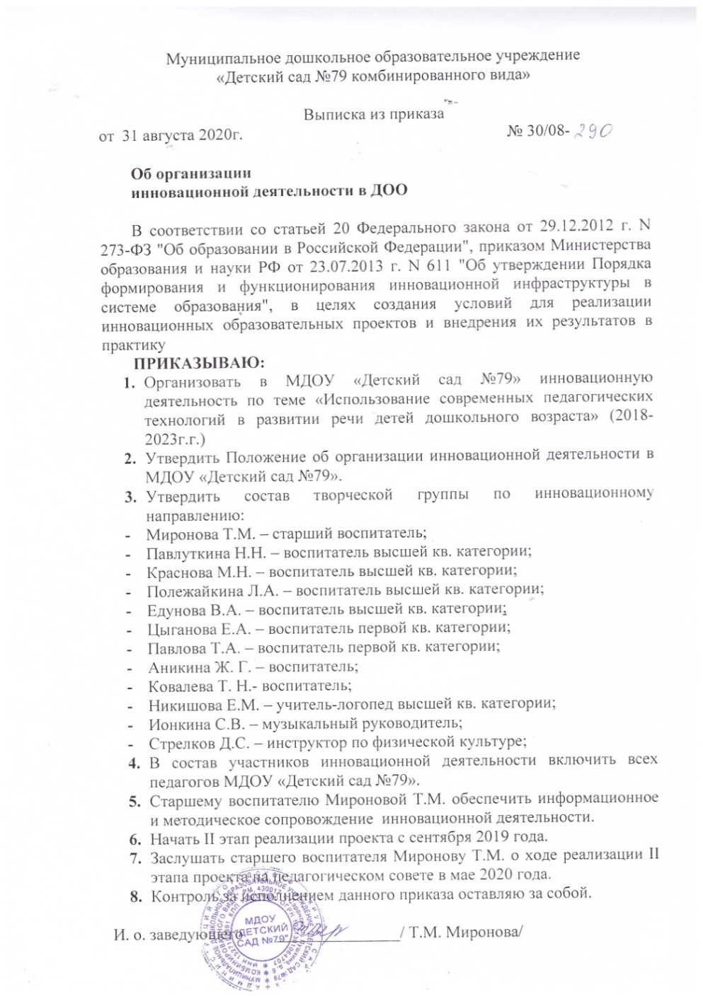 Муниципальное дошкольное образовательное учреждение
«Детский сад №79 комбинированного вида»
Выписка из приказа
от 31 августа 2020г. № 30/08- 290
Об организации
инновационной деятельности в ДОО
В соответствии со статьей 20 Федерального закона от 29.12.2012 г. N
273-ФЗ "Об образовании в Российской Федерации", приказом Министерства
образования и науки РФ от 23.07.2013 г. N 611 "Об утверждении Порядка
формирования и функционирования инновационной инфраструктуры в
системе образования", в целях создания условий для реализации
инновационных образовательных проектов и внедрения их результатов в
практику
ПРИКАЗЫВАЮ:
1. Организовать в МДОУ «Детский сад №79» инновационную
деятельность по теме «Использование современных педагогических
технологий в развитии речи детей дошкольного возраста» (2018-
2023г.г.)
2. Утвердить Положение об организации инновационной деятельности в
МДОУ «Детский сад №79».
3. Утвердить состав творческой группы по инновационному
направлению:
- Миронова Т.М. – старший воспитатель;
- Павлуткина Н.Н. – воспитатель высшей кв. категории;
- Краснова М.Н. – воспитатель высшей кв. категории;
- Полежайкина Л.А. – воспитатель высшей кв. категории;
- Едунова В.А. – воспитатель высшей кв. категории;
- Цыганова Е.А. – воспитатель первой кв. категории;
- Павлова Т.А. – воспитатель первой кв. категории;
- Аникина Ж. Г. – воспитатель;
- Ковалева Т. Н.- воспитатель;
- Никишова Е.М. – учитель-логопед высшей кв. категории;
- Ионкина С.В. – музыкальный руководитель;
- Стрелков Д.С. – инструктор по физической культуре;
4. В состав участников инновационной деятельности включить всех
педагогов МДОУ «Детский сад №79».
5. Старшему воспитателю Мироновой Т.М. обеспечить информационное
и методическое сопровождение инновационной деятельности.
6. Начать II этап реализации проекта с сентября 2019 года.
7. Заслушать старшего воспитателя Миронову Т.М. о ходе реализации II
этапа проекта на педагогическом совете в мае 2020 года.
8. Контроль за исполнением данного приказа оставляю за собой.
И. о. заведующего ______________/ Т.М. Миронова/
МДОУ
"ДЕТСКИЙ
САД №79"